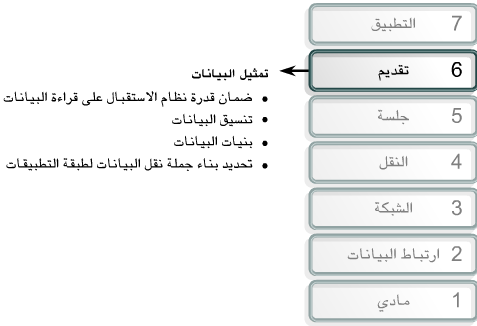 7 التطبيق
6 تقديم
تمثيل البيانات
• ضمان قدرة نظام الاستقبال على قراءة البيانات
• تنسيق البيانات
• بنيات البيانات
• تحديد بناء جملة نقل البيانات لطبقة التطبيقات
5 جلسة
4 النقل
3 الشبكة
2 ارتباط البيانات
1 مادي